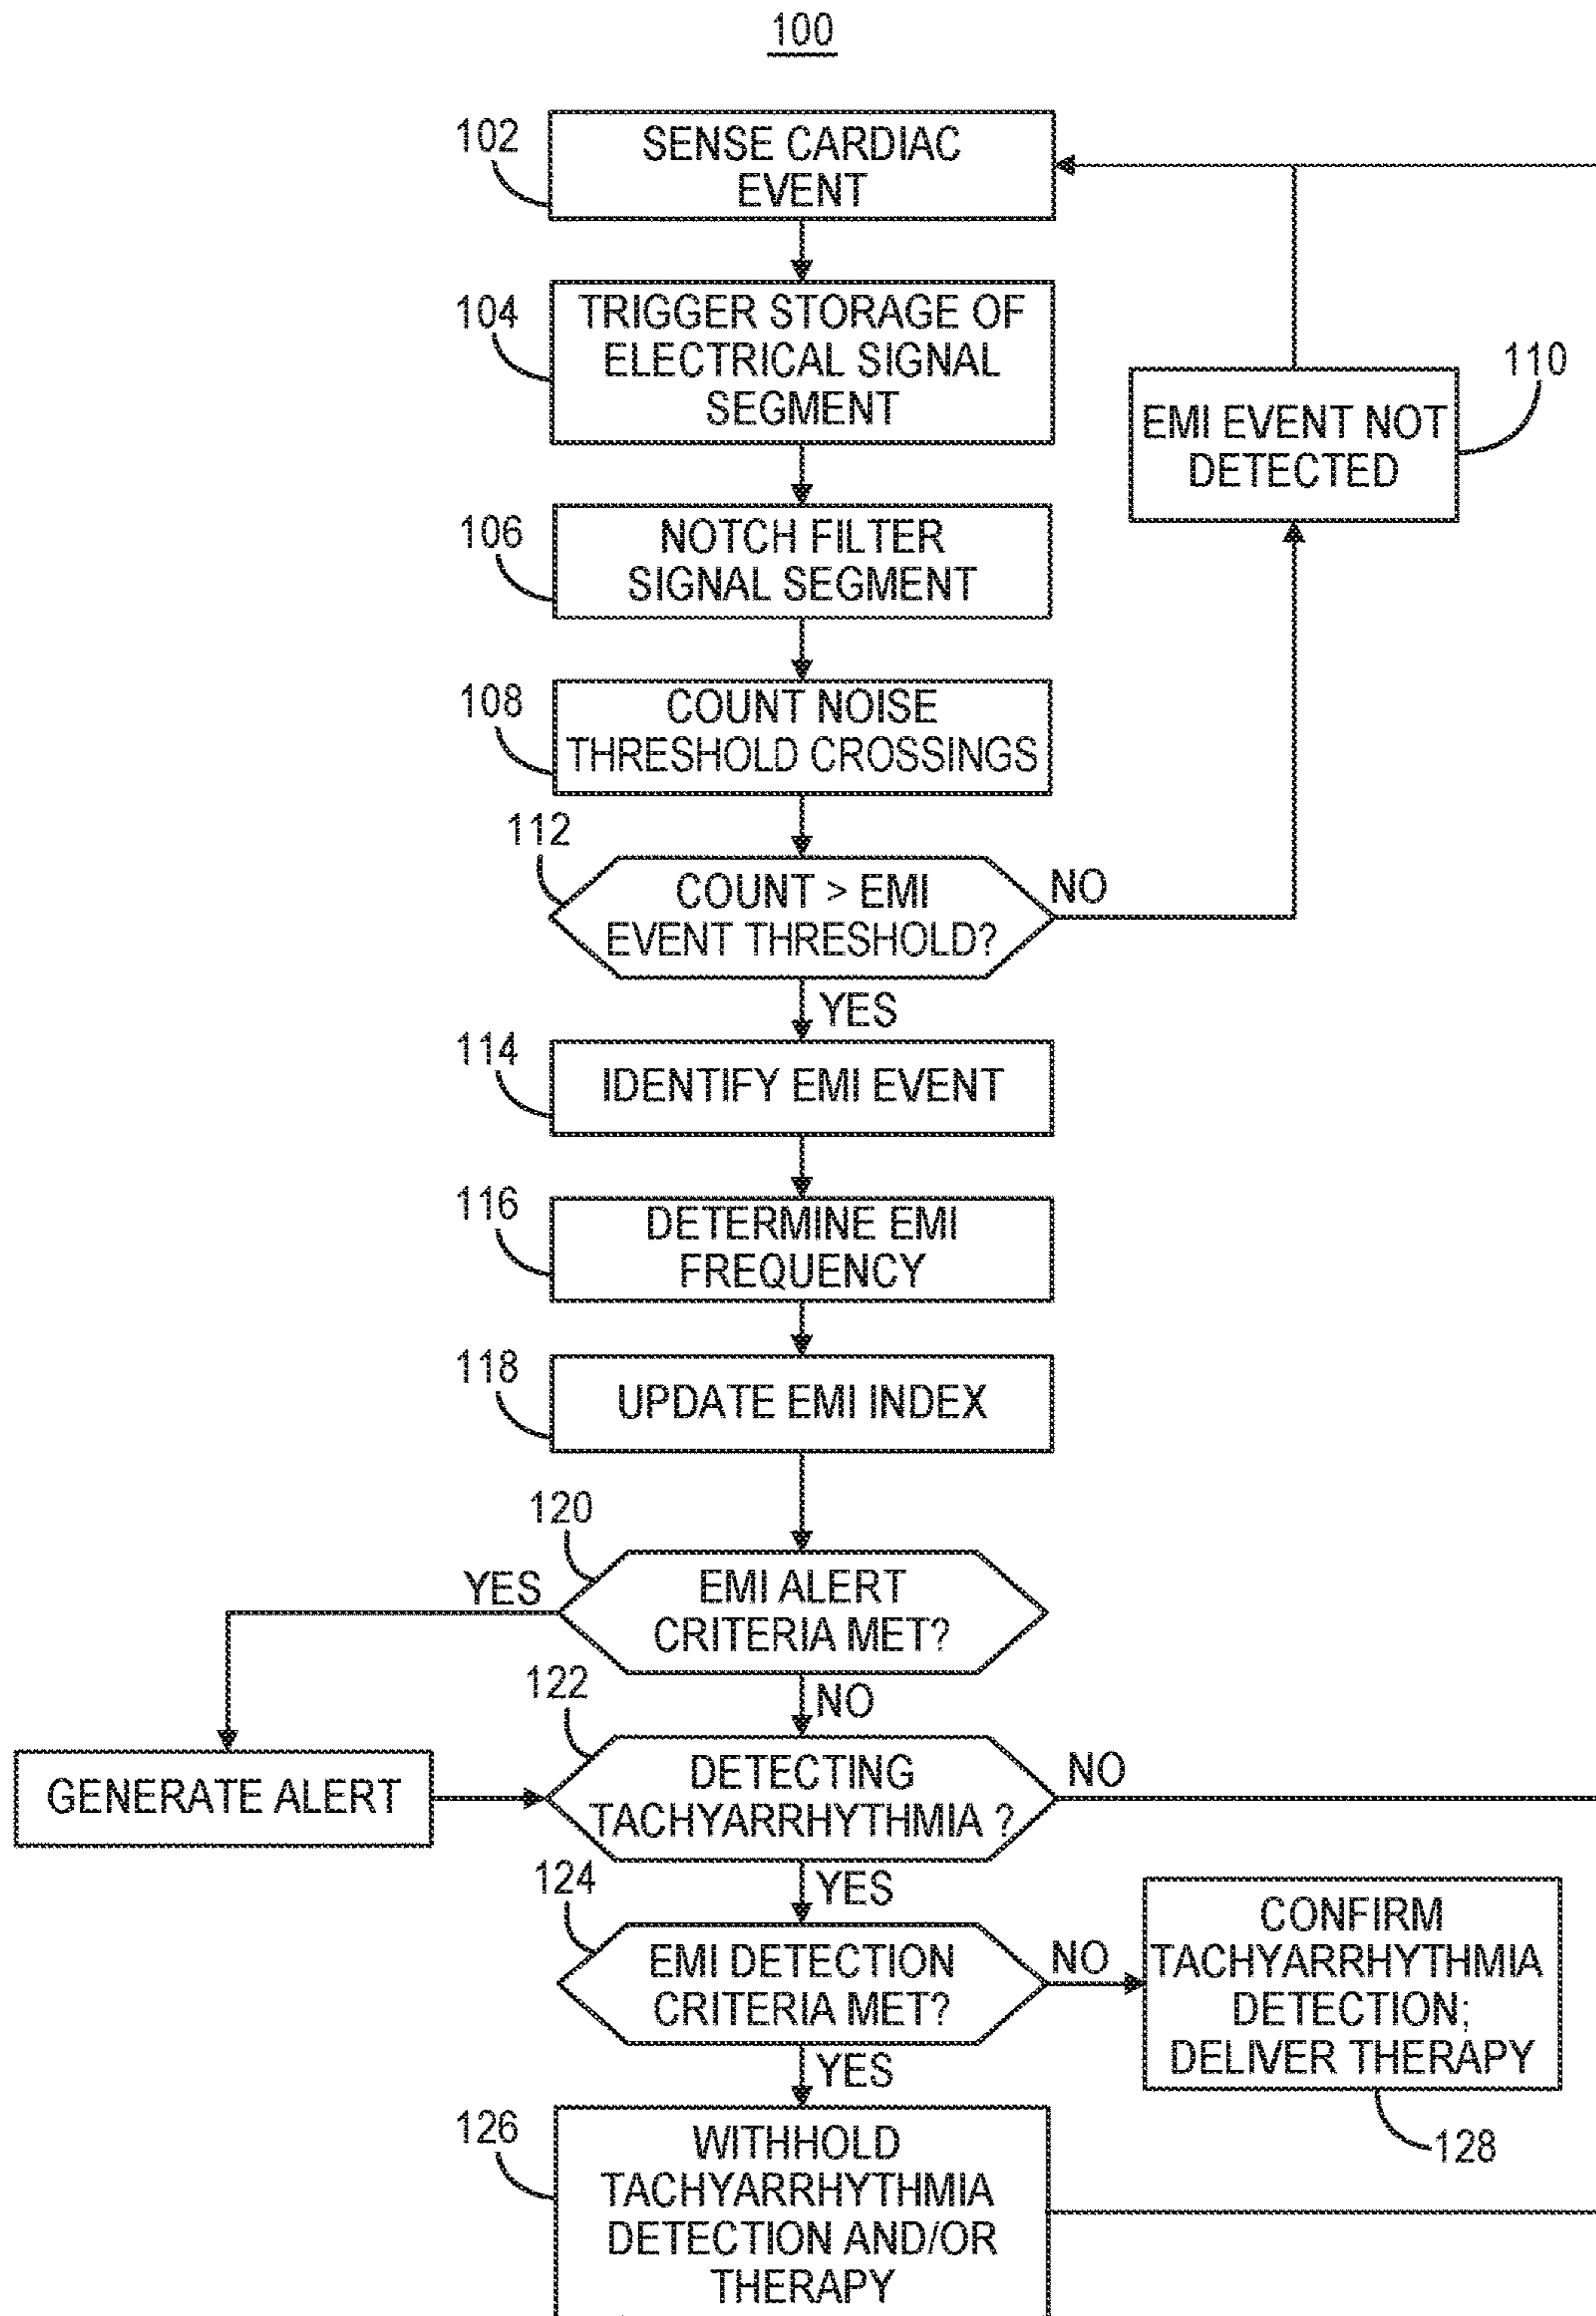 100
102
SENSE CARDIAC
EVENT
104
TRIGGER STORAGE OF
ELECTRICAL SIGNAL
SEGMENT
110
EMI EVENT NOT
DETECTED
106
NOTCH FILTER
SIGNAL SEGMENT
108
COUNT NOISE
THRESHOLD CROSSINGS
112
COUNT > EMI
EVENT THRESHOLD?
NO
YES
114
IDENTIFY EMI EVENT
116
DETERMINE EMI
FREQUENCY
118
UPDATE EMI INDEX
120
YES
EMI ALERT
CRITERIA MET?
NO
122
GENERATE ALERT
DETECTING
TACHYARRHYTHMIA ?
NO
YES
124
EMI DETECTION
CRITERIA MET?
NO
CONFIRM
TACHYARRHYTHMIA
DETECTION;
DELIVER THERAPY
128
YES
126
WITHHOLD
TACHYARRHYTHMIA
DETECTION AND/OR
THERAPY